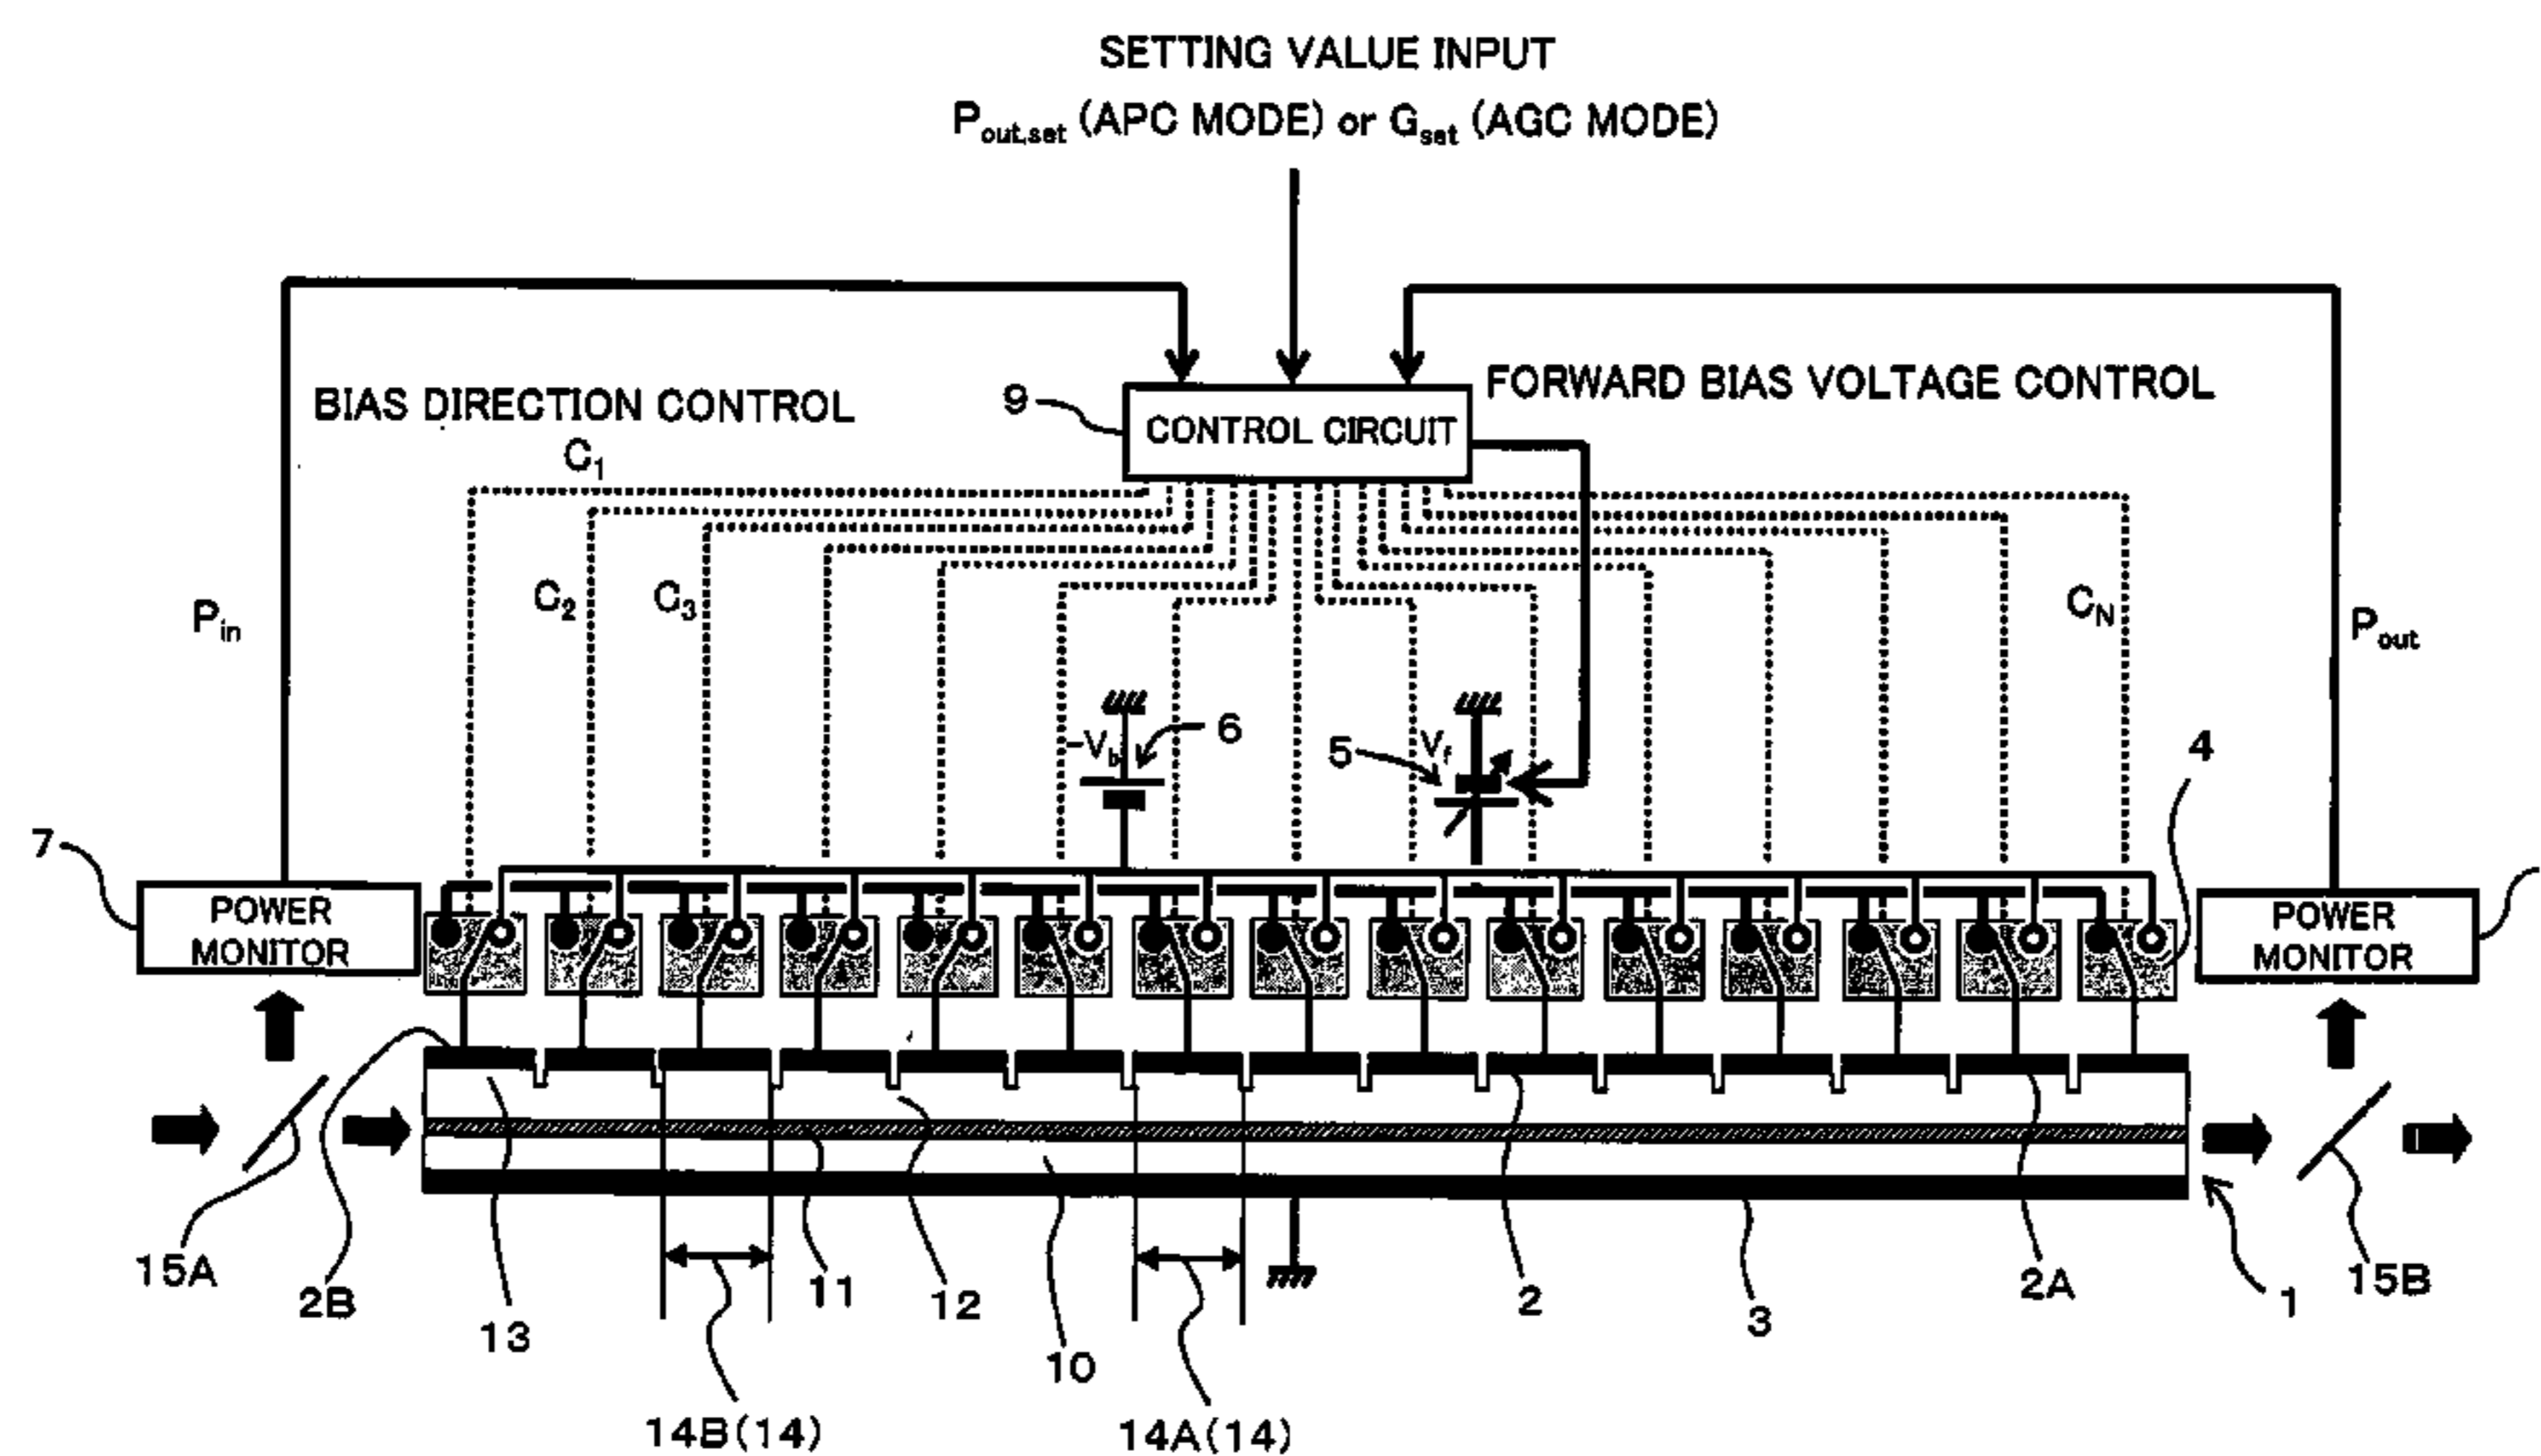 SETTING VALUE INPUT
Pout,set (APC MODE) or Gset (AGC MODE)
BIAS DIRECTION CONTROL
9
CONTROL CIRCUIT
FORWARD BIAS VOLTAGE CONTROL
C1
C2
C3
CN
Pin
Pout
-Vb
6
5
Vf
4
7
POWER
MONITOR
POWER
MONITOR
15A
2B
13
11
12
10
2
3
2A
1
15B
14B(14)
14A(14)